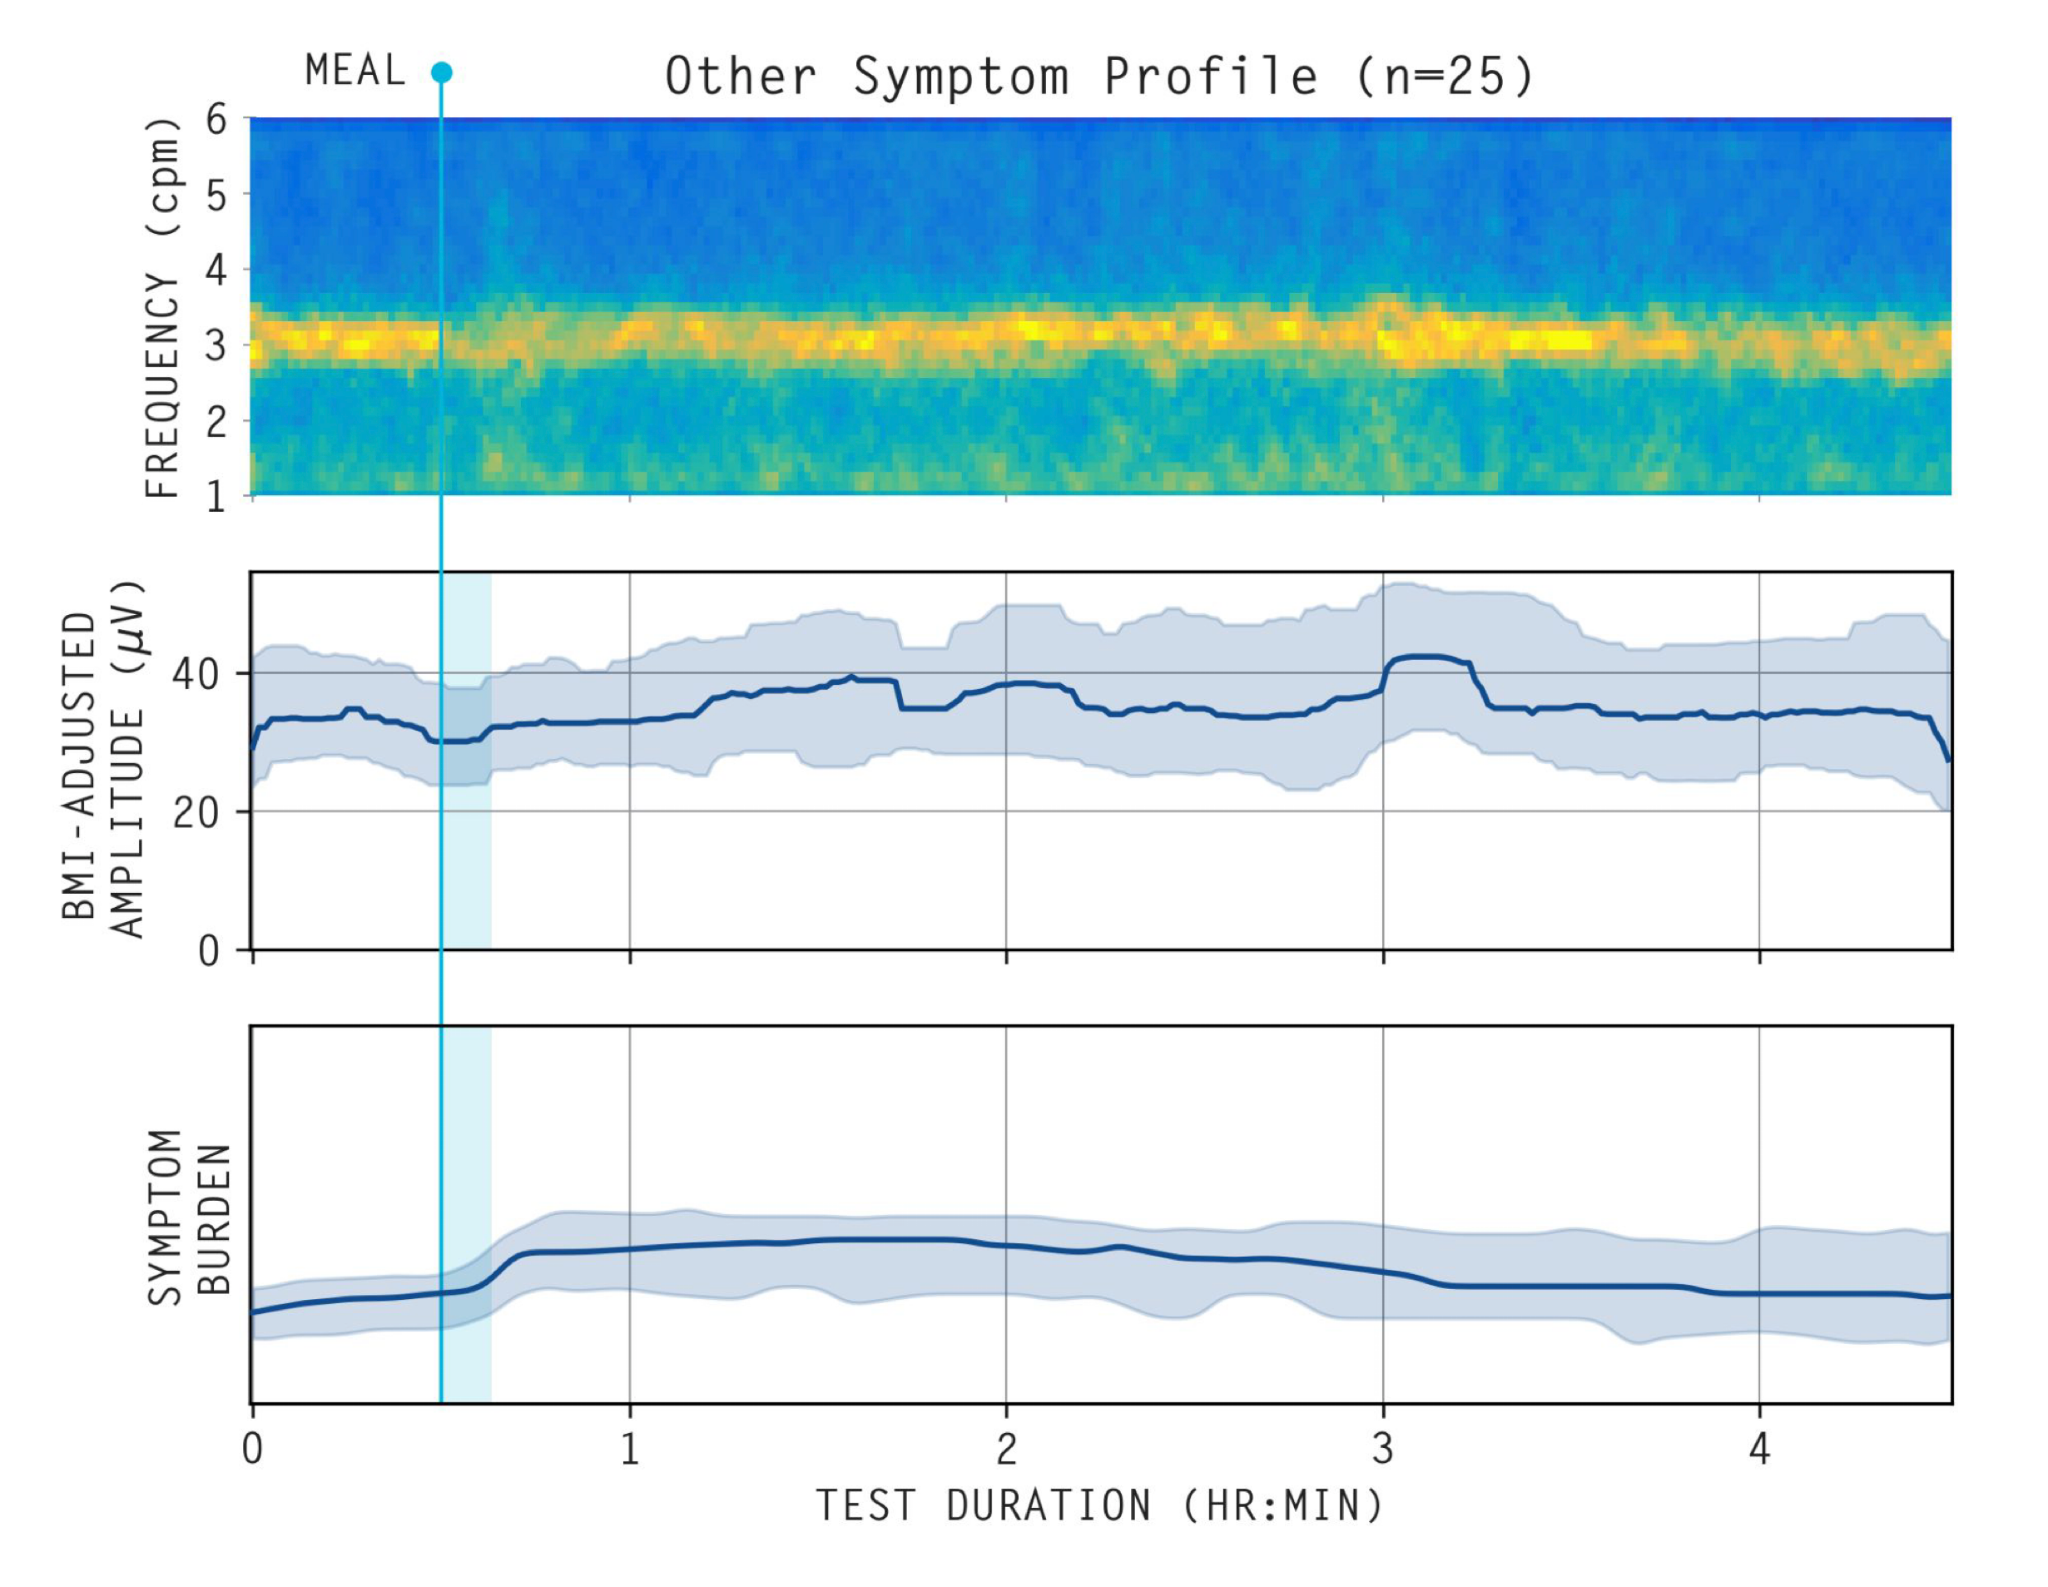 MEAL
Other Symptom Profile (n=25)
FREQUENCY (cpm)
6
5
4
3
2
1
BMI-ADJUSTED
AMPLITUDE (μV)
40
20
0
SYMPTOM
BURDEN
0 1 2 3 4
TEST DURATION (HR:MIN)